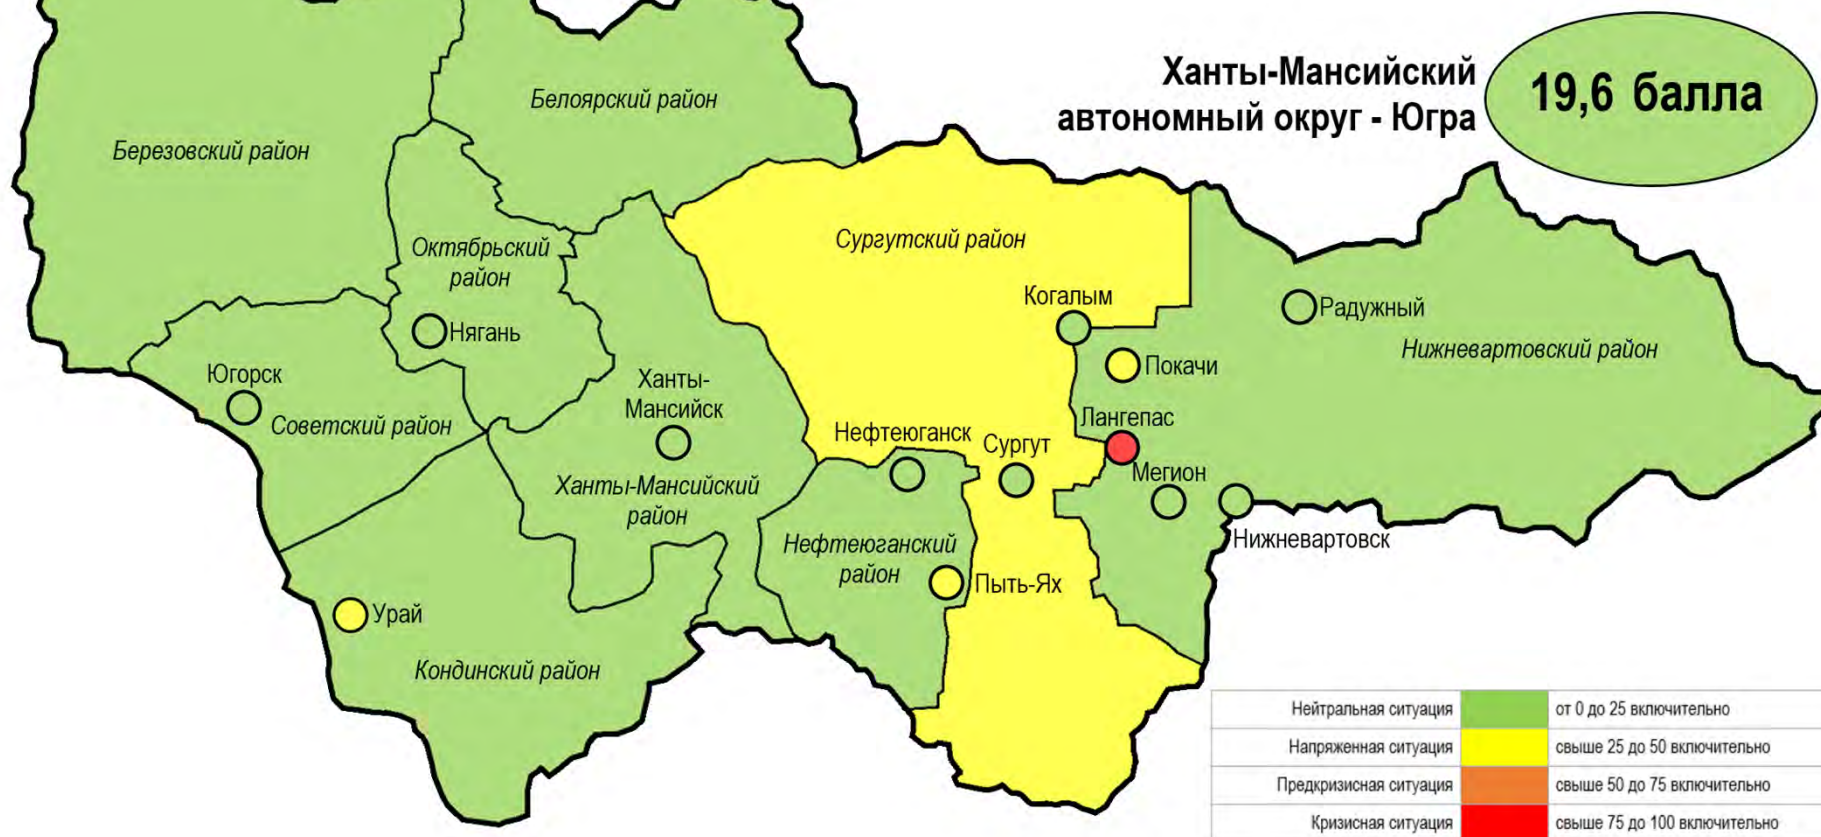 Ханты-Мансийский
автономный округ - Югра
19,6 балла
Белоярский район
Березовский район
Октябрьский
район
Сургутский район
Когалым
Радужный
Нижневартовский район
Нягань
Покачи
Югорск
Ханты-
Мансийск
Советский район
Лангепас
Нефтеюганск
Сургут
Мегион
Ханты-Мансийский
район
Нижневартовск
Нефтеюганский
район
Пыть-Ях
Урай
Кондинский район
Нейтральная ситуация от 0 до 25 включительно
Напряженная ситуация свыше 25 до 50 включительно
Предкризисная ситуация свыше 50 до 75 включительно
Кризисная ситуация свыше 75 до 100 включительно